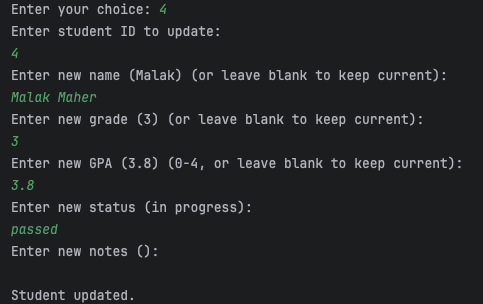 Enter your choice: 4
Enter student ID to update:
4
Enter new name (Malak) (or leave blank to keep current):
Malak Maher
Enter new grade (3) (or leave blank to keep current):
3
Enter new GPA (3.8) (0-4, or leave blank to keep current):
3.8
Enter new status (in progress):
passed
Enter new notes ():
Student updated.